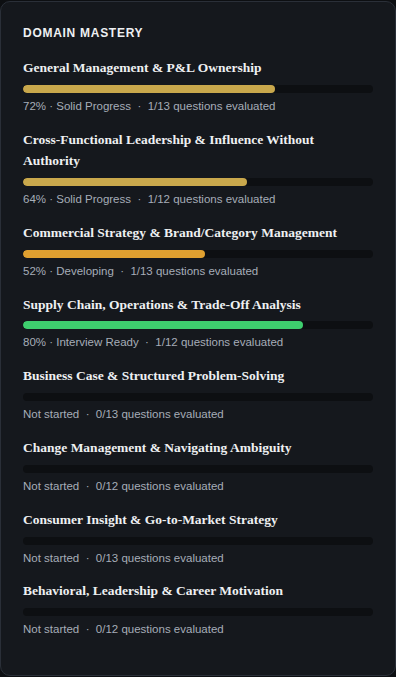 DOMAIN MASTERY
General Management & P&L Ownership
72% · Solid Progress · 1/13 questions evaluated
Cross-Functional Leadership & Influence Without
Authority
64% · Solid Progress · 1/12 questions evaluated
Commercial Strategy & Brand/Category Management
52% · Developing · 1/13 questions evaluated
Supply Chain, Operations & Trade-Off Analysis
80% · Interview Ready · 1/12 questions evaluated
Business Case & Structured Problem-Solving
Not started · 0/13 questions evaluated
Change Management & Navigating Ambiguity
Not started · 0/12 questions evaluated
Consumer Insight & Go-to-Market Strategy
Not started · 0/13 questions evaluated
Behavioral, Leadership & Career Motivation
Not started · 0/12 questions evaluated